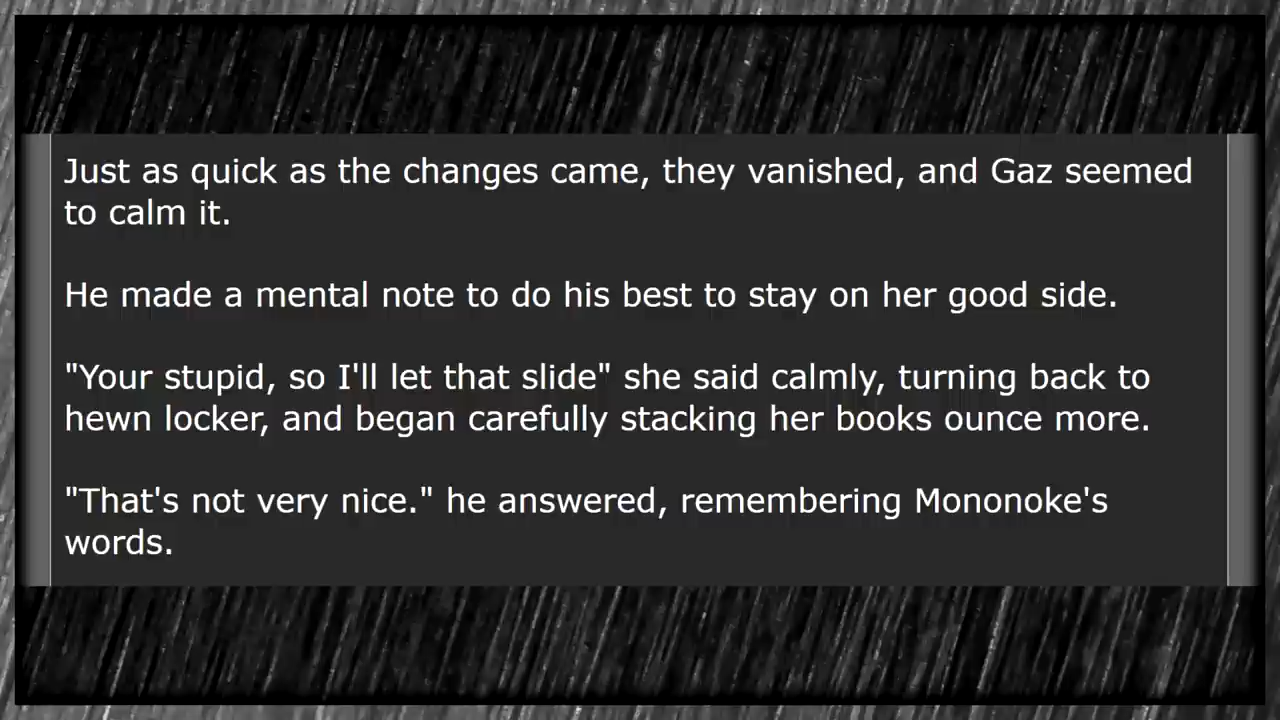 Just as quick as the changes came, they vanished, and Gaz seemed
to calm it.
He made a mental note to do his best to stay on her good side.
"Your stupid, so I'll let that slide" she said calmly, turning back to
hewn locker, and began carefully stacking her books ounce more.
"That's not very nice." he answered, remembering Mononoke's
words.